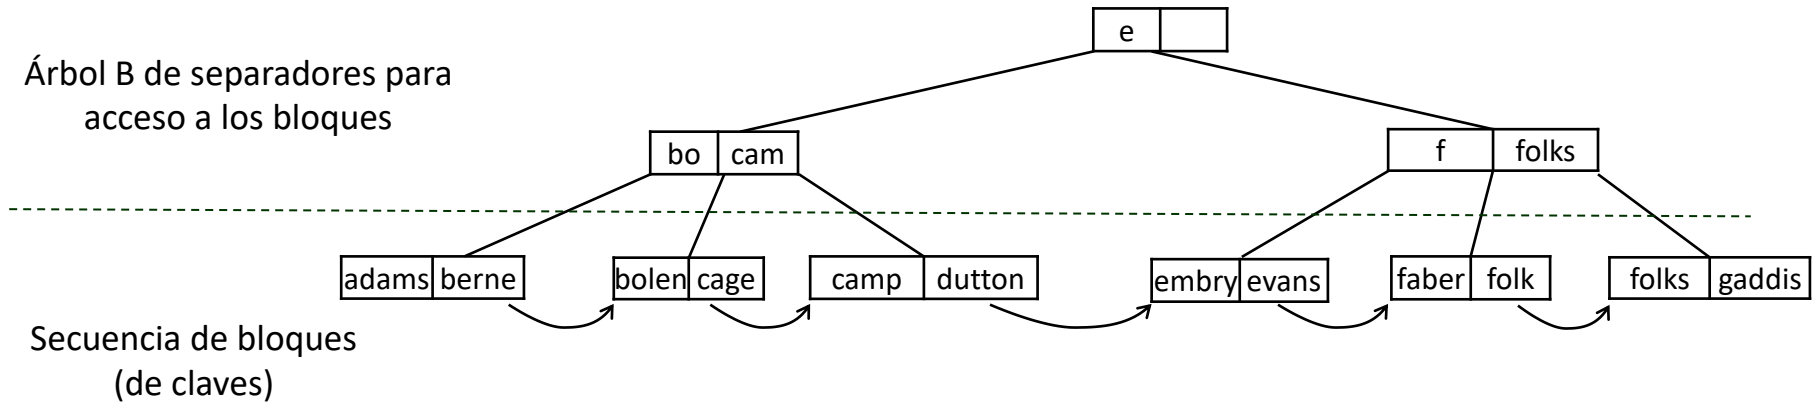 e
Árbol B de separadores para
acceso a los bloques
bo cam
f folks
adams berne
bolen cage
camp dutton
embry evans
faber folk
folks gaddis
Secuencia de bloques
(de claves)